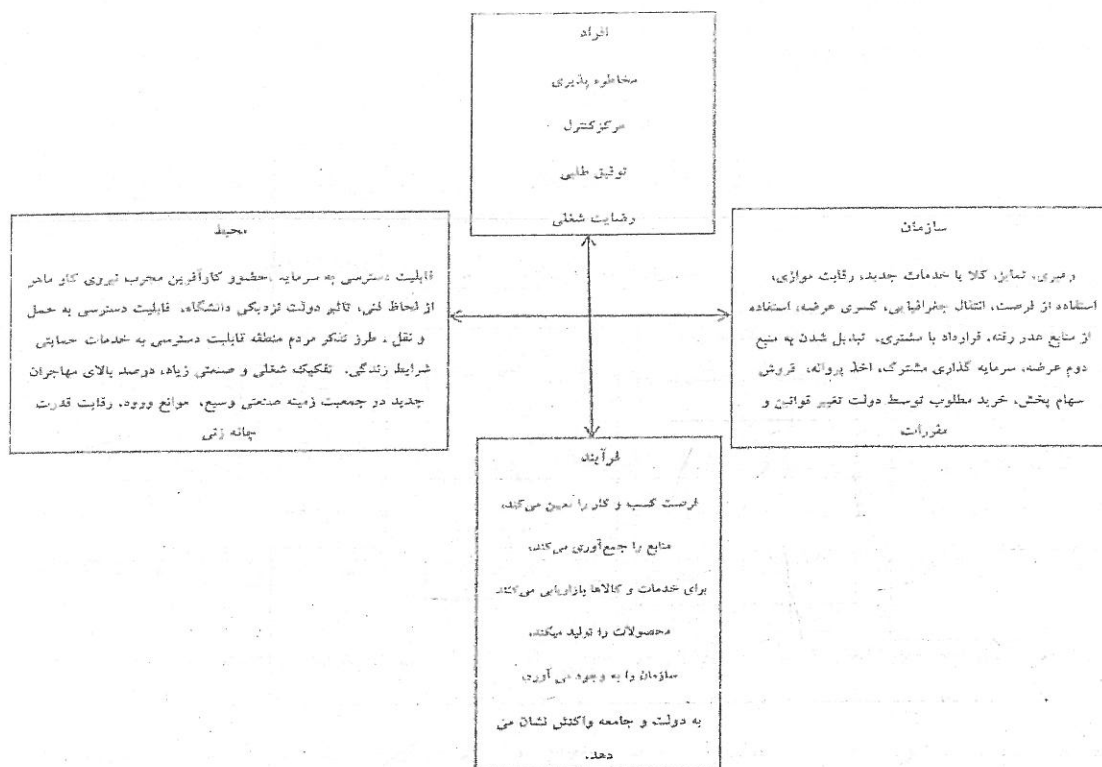 افراد
مخاطره پذیری
مرکزکنترل
توفیق طلبی
رضایت شغلی
سازمان
رهبری، تمایز، کالا یا خدمات جدید، رقابت موازی،
استفاده از فرصت، انتقال جغرافیایی، کسری عرضه، استفاده
از منابع هدر رفته، قرارداد با مشتری، تبدیل شدن به منبع
دوم عرضه، سرمایه گذاری مشترک، اخذ پروانه، فروش
سهام پخش، خرید مطلوب توسط دولت تغییر قوانین و
مقررات
محیط
قابلیت دسترسی به سرمایه ،حضور کارآفرین مجرب نیروی کار ماهر
از لحاظ فنی، تاثیر دولت نزدیکی دانشگاه، قابلیت دسترسی به حمل
و نقل ، طرز تفکر مردم منطقه قابلیت دسترسی به خدمات حمایتی
شرایط زندگی. تفکیک شغلی و صنعتی زیاد، درصد بالای مهاجران
جدید در جمعیت زمینه صنعتی وسیع، موانع ورود، رقابت قدرت
چانه زنی
فرآیند
فرصت کسب و کار را تعیین می‌کند،
منابع را جمع‌آوری می‌کند،
برای خدمات و کالاها بازاریابی می‌کند
محصولات را تولید میکند،
سازمان را به وجود می آورد،
به دولت و جامعه واکنش نشان می
دهد.